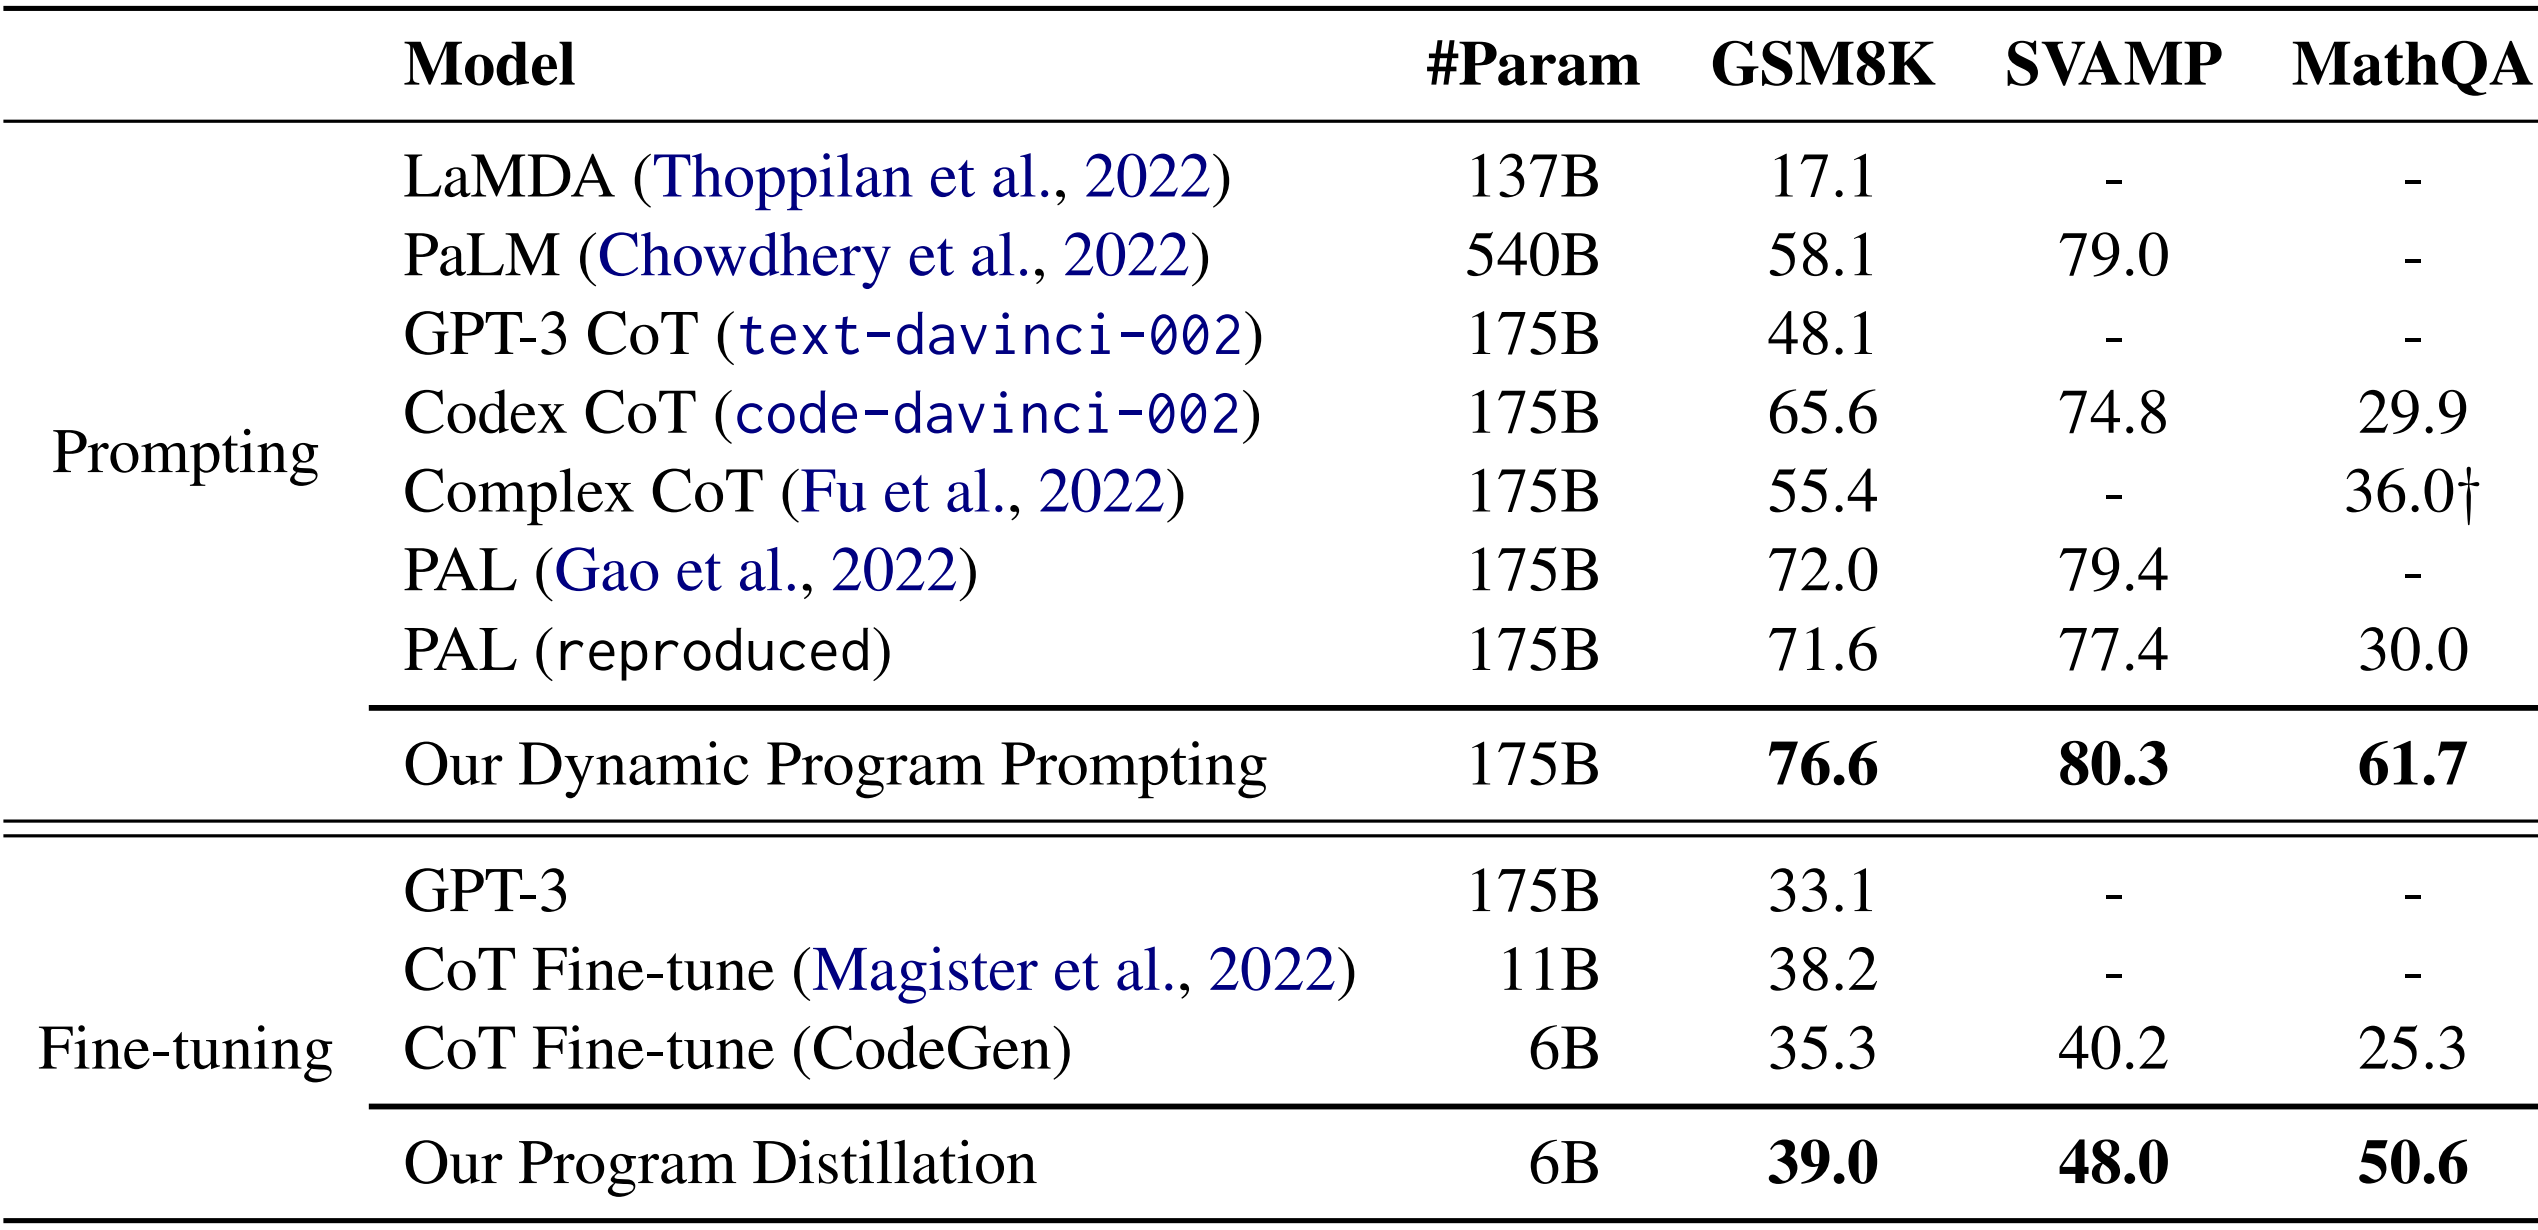 Model #Param GSM8K SVAMP MathQA
LaMDA (Thoppilan et al., 2022) 137B 17.1 - -
PaLM (Chowdhery et al., 2022) 540B 58.1 79.0 -
GPT-3 CoT (text-davinci-002) 175B 48.1 - -
Codex CoT (code-davinci-002) 175B 65.6 74.8 29.9
Prompting
Complex CoT (Fu et al., 2022) 175B 55.4 - 36.0†
PAL (Gao et al., 2022) 175B 72.0 79.4 -
PAL (reproduced) 175B 71.6 77.4 30.0
Our Dynamic Program Prompting 175B 76.6 80.3 61.7
GPT-3 175B 33.1 - -
CoT Fine-tune (Magister et al., 2022) 11B 38.2 - -
Fine-tuning CoT Fine-tune (CodeGen) 6B 35.3 40.2 25.3
Our Program Distillation 6B 39.0 48.0 50.6